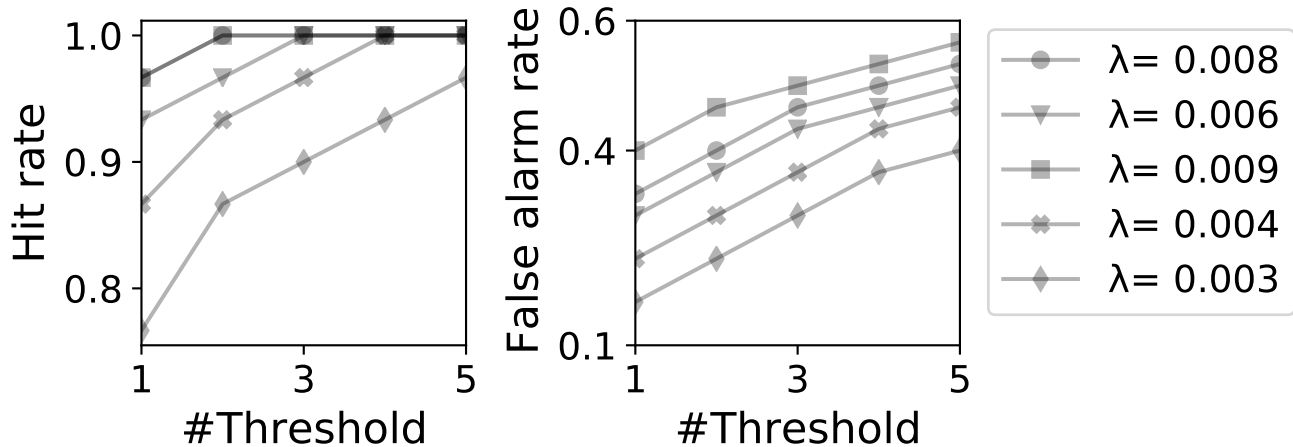 Hit rate
1.0
0.9
0.8
1 3 5
#Threshold
False alarm rate
0.6
0.4
0.1
1 3 5
#Threshold
λ= 0.008
λ= 0.006
λ= 0.009
λ= 0.004
λ= 0.003